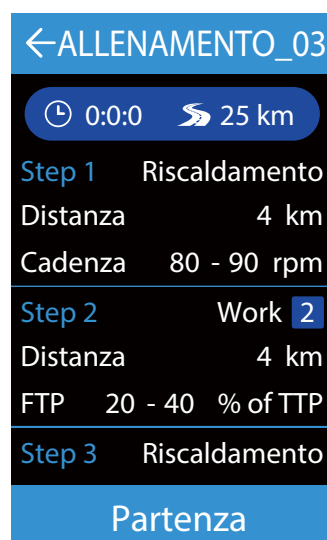 ←ALLENAMENTO_03
0:0:0 25 km
Step 1 Riscaldamento
Distanza 4 km
Cadenza 80 - 90 rpm
Step 2 Work 2
Distanza 4 km
FTP 20 - 40 % of TTP
Step 3 Riscaldamento
Partenza